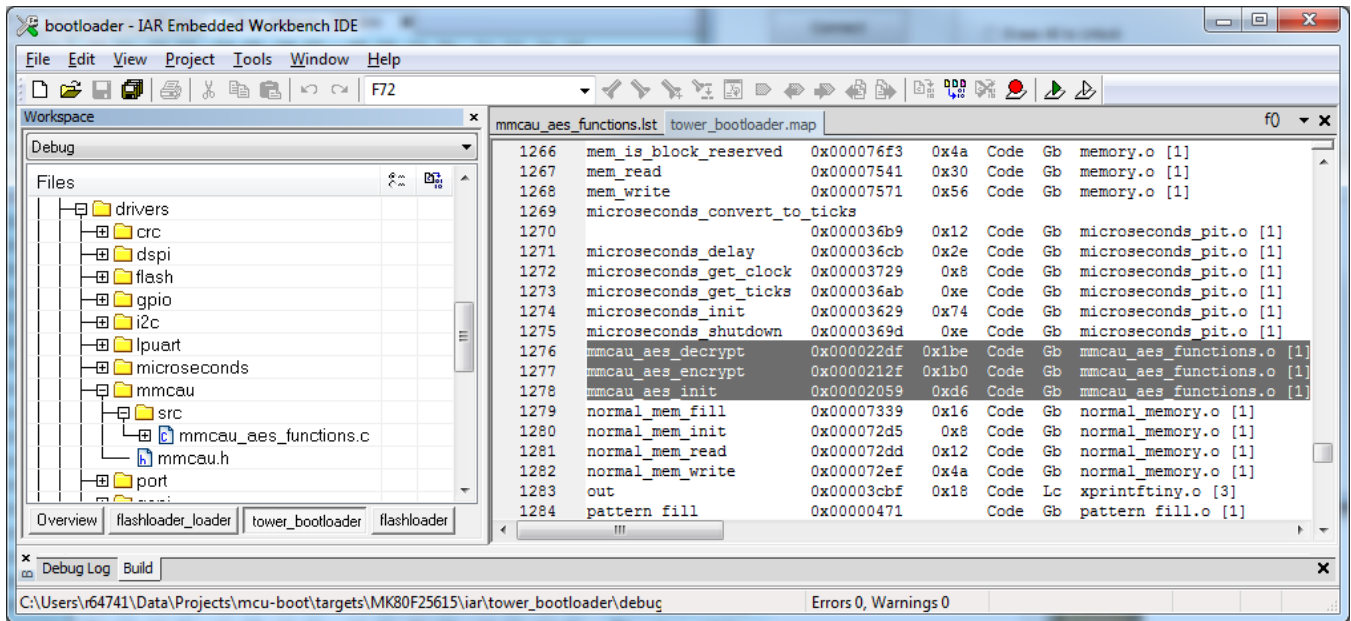 bootloader - IAR Embedded Workbench IDE
File Edit View Project Tools Window Help
F72
Workspace
Debug
Files
drivers
crc
dspi
flash
gpio
i2c
lpuart
microseconds
mmcau
src
mmcau_aes_functions.c
mmcau.h
port
Overview flashloader_loader tower_bootloader flashloader
mmcau_aes_functions.lst tower_bootloader.map f()
1266 mem_is_block_reserved 0x000076f3 0x4a Code Gb memory.o [1]
1267 mem_read 0x00007541 0x30 Code Gb memory.o [1]
1268 mem_write 0x00007571 0x56 Code Gb memory.o [1]
1269 microseconds_convert_to_ticks
1270 0x000036b9 0x12 Code Gb microseconds_pit.o [1]
1271 microseconds_delay 0x000036cb 0x2e Code Gb microseconds_pit.o [1]
1272 microseconds_get_clock 0x00003729 0x8 Code Gb microseconds_pit.o [1]
1273 microseconds_get_ticks 0x000036ab 0xe Code Gb microseconds_pit.o [1]
1274 microseconds_init 0x00003629 0x74 Code Gb microseconds_pit.o [1]
1275 microseconds_shutdown 0x0000369d 0xe Code Gb microseconds_pit.o [1]
1276 mmcau_aes_decrypt 0x000022df 0x1be Code Gb mmcau_aes_functions.o [1]
1277 mmcau_aes_encrypt 0x0000212f 0x1b0 Code Gb mmcau_aes_functions.o [1]
1278 mmcau_aes_init 0x00002059 0xd6 Code Gb mmcau_aes_functions.o [1]
1279 normal_mem_fill 0x00007339 0x16 Code Gb normal_memory.o [1]
1280 normal_mem_init 0x000072d5 0x8 Code Gb normal_memory.o [1]
1281 normal_mem_read 0x000072dd 0x12 Code Gb normal_memory.o [1]
1282 normal_mem_write 0x000072ef 0x4a Code Gb normal_memory.o [1]
1283 out 0x00003cbf 0x18 Code Lc xprintftiny.o [3]
1284 pattern_fill 0x00000471 Code Gb pattern_fill.o [1]
Debug Log Build
C:\Users\r64741\Data\Projects\mcu-boot\targets\MK80F25615\iar\tower_bootloader\debug Errors 0, Warnings 0